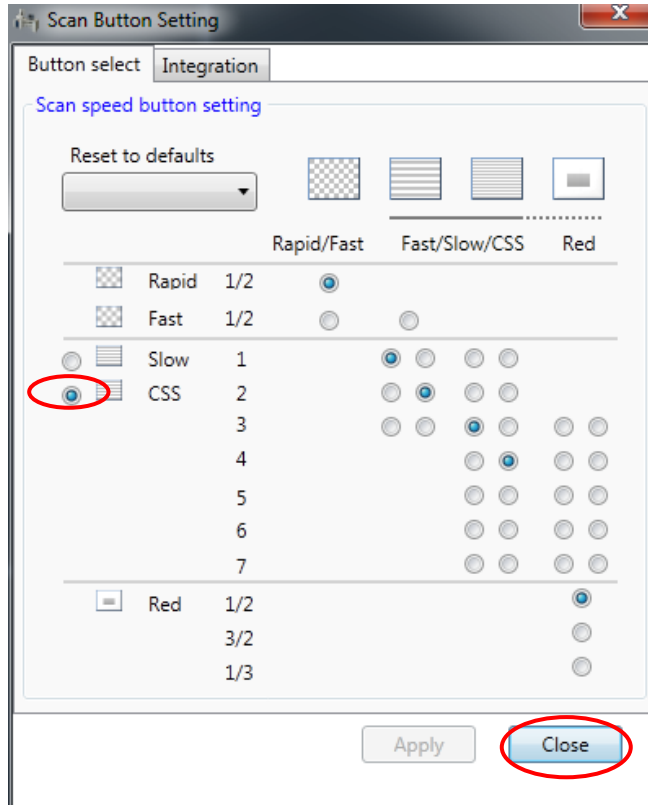 Scan Button Setting
X
Button select Integration
Scan speed button setting
Reset to defaults
Rapid/Fast Fast/Slow/CSS Red
Rapid 1/2
Fast 1/2
Slow 1
CSS 2
3
4
5
6
7
Red 1/2
3/2
1/3
Apply Close